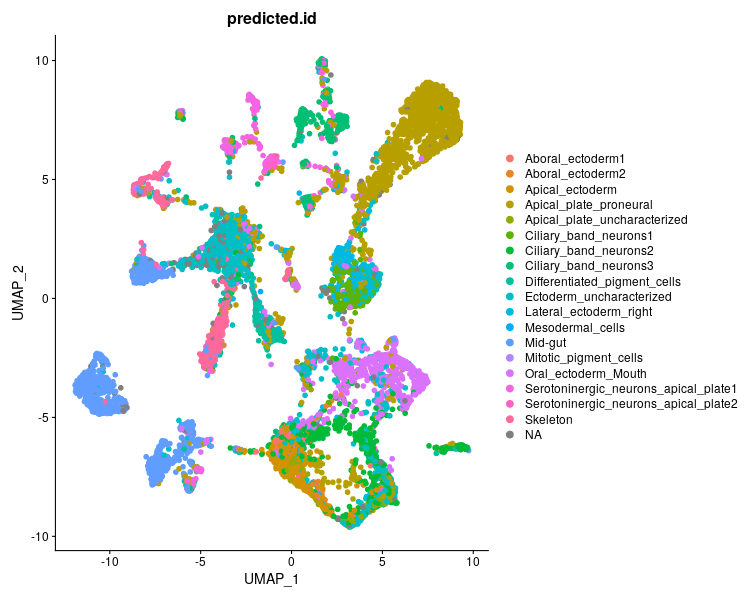 predicted.id
10
5
0
-5
-10
UMAP_2
-10
-5
0
5
10
UMAP_1
Aboral_ectoderm1
Aboral_ectoderm2
Apical_ectoderm
Apical_plate_proneural
Apical_plate_uncharacterized
Ciliary_band_neurons1
Ciliary_band_neurons2
Ciliary_band_neurons3
Differentiated_pigment_cells
Ectoderm_uncharacterized
Lateral_ectoderm_right
Mesodermal_cells
Mid-gut
Mitotic_pigment_cells
Oral_ectoderm_Mouth
Serotoninergic_neurons_apical_plate1
Serotoninergic_neurons_apical_plate2
Skeleton
NA